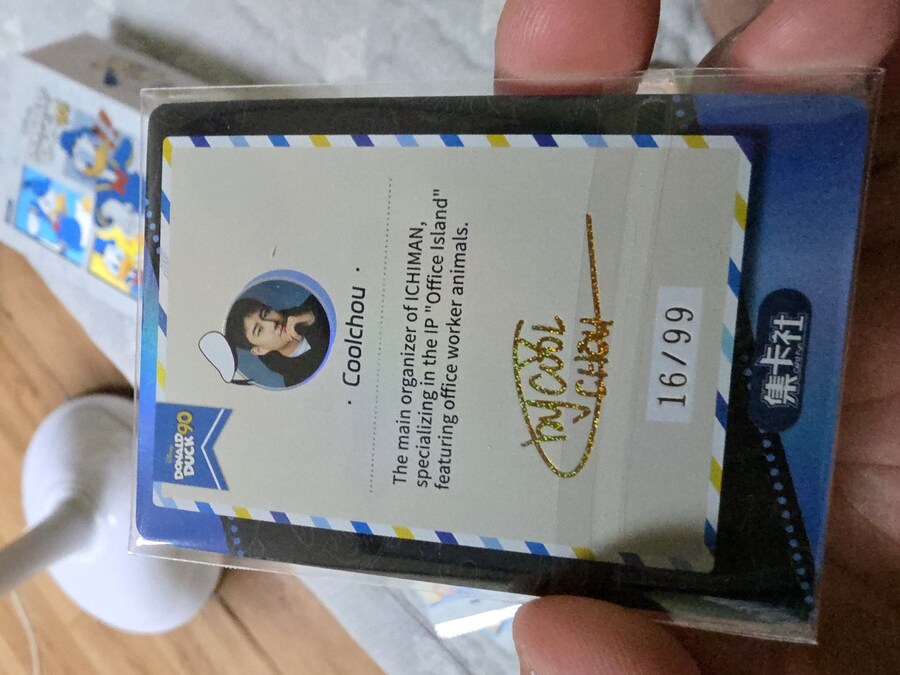 Disney
DONALD
DUCK 90
· Coolchou ·
The main organizer of ICHIMAN,
specializing in the IP "Office Island"
featuring office worker animals.
16/99
集卡社